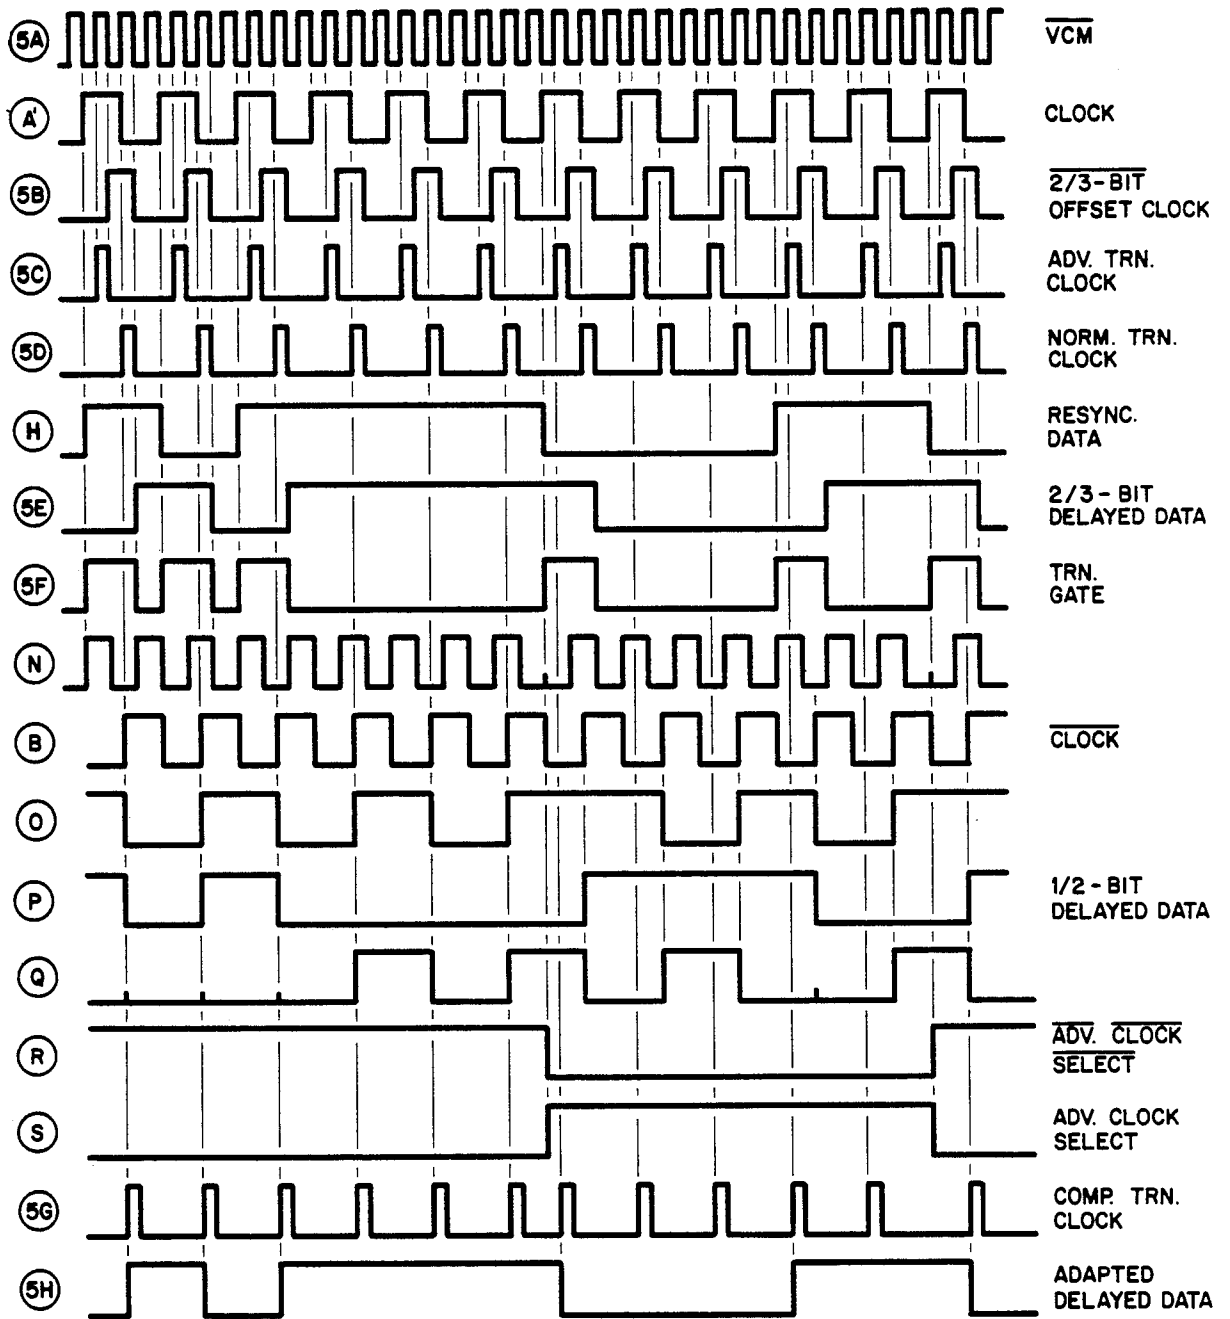 5A VCM
A' CLOCK
5B 2/3-BIT
OFFSET CLOCK
5C ADV. TRN.
CLOCK
5D NORM. TRN.
CLOCK
H RESYNC.
DATA
5E 2/3-BIT
DELAYED DATA
5F TRN.
GATE
N
B CLOCK
O
P 1/2-BIT
DELAYED DATA
Q
R ADV. CLOCK
SELECT
S ADV. CLOCK
SELECT
5G COMP. TRN.
CLOCK
5H ADAPTED
DELAYED DATA